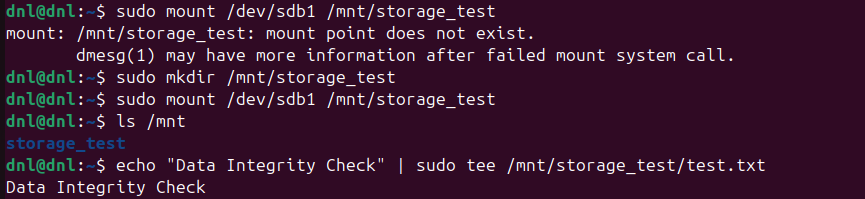 dnl@dnl:~$ sudo mount /dev/sdb1 /mnt/storage_test
mount: /mnt/storage_test: mount point does not exist.
       dmesg(1) may have more information after failed mount system call.
dnl@dnl:~$ sudo mkdir /mnt/storage_test
dnl@dnl:~$ sudo mount /dev/sdb1 /mnt/storage_test
dnl@dnl:~$ ls /mnt
storage_test
dnl@dnl:~$ echo "Data Integrity Check" | sudo tee /mnt/storage_test/test.txt
Data Integrity Check